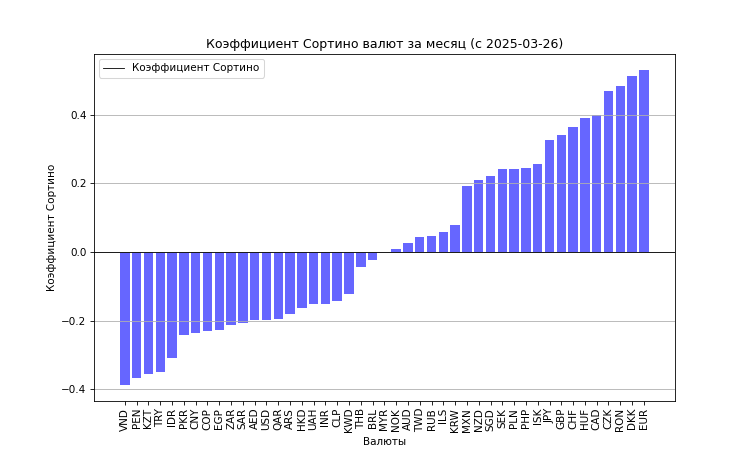 Коэффициент Сортино валют за месяц (с 2025-03-26)
Коэффициент Сортино
Коэффициент Сортино
0.4
0.2
0.0
−0.2
−0.4
VND PEN KZT TRY IDR PKR CNY COP EGP ZAR SAR AED USD QAR ARS HKD UAH INR CLP KWD THB BRL MYR NOK AUD TWD RUB ILS KRW MXN NZD SGD SEK PLN PHP ISK JPY GBP CHF HUF CAD CZK RON DKK EUR
Валюты